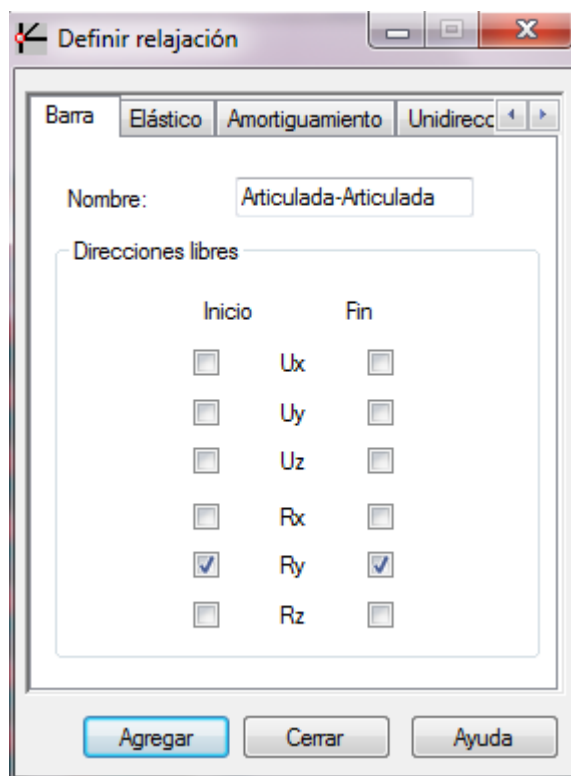 Definir relajación
Barra Elástico Amortiguamiento Unidirecc
Nombre: Articulada-Articulada
Direcciones libres
Inicio Fin
Ux
Uy
Uz
Rx
Ry
Rz
Agregar Cerrar Ayuda